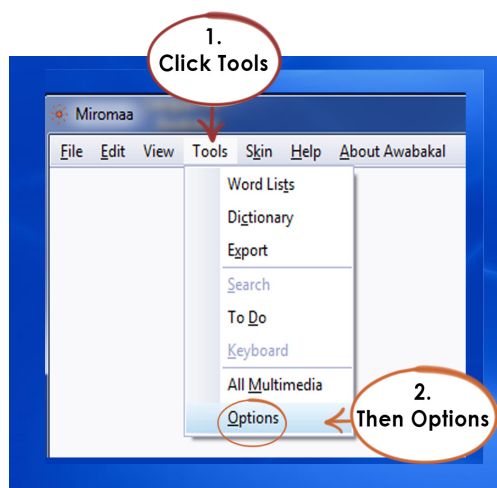 1.
Click Tools
Miromaa
File Edit View Tools Skin Help About Awabakal
Word Lists
Dictionary
Export
Search
To Do
Keyboard
All Multimedia
Options
2.
Then Options